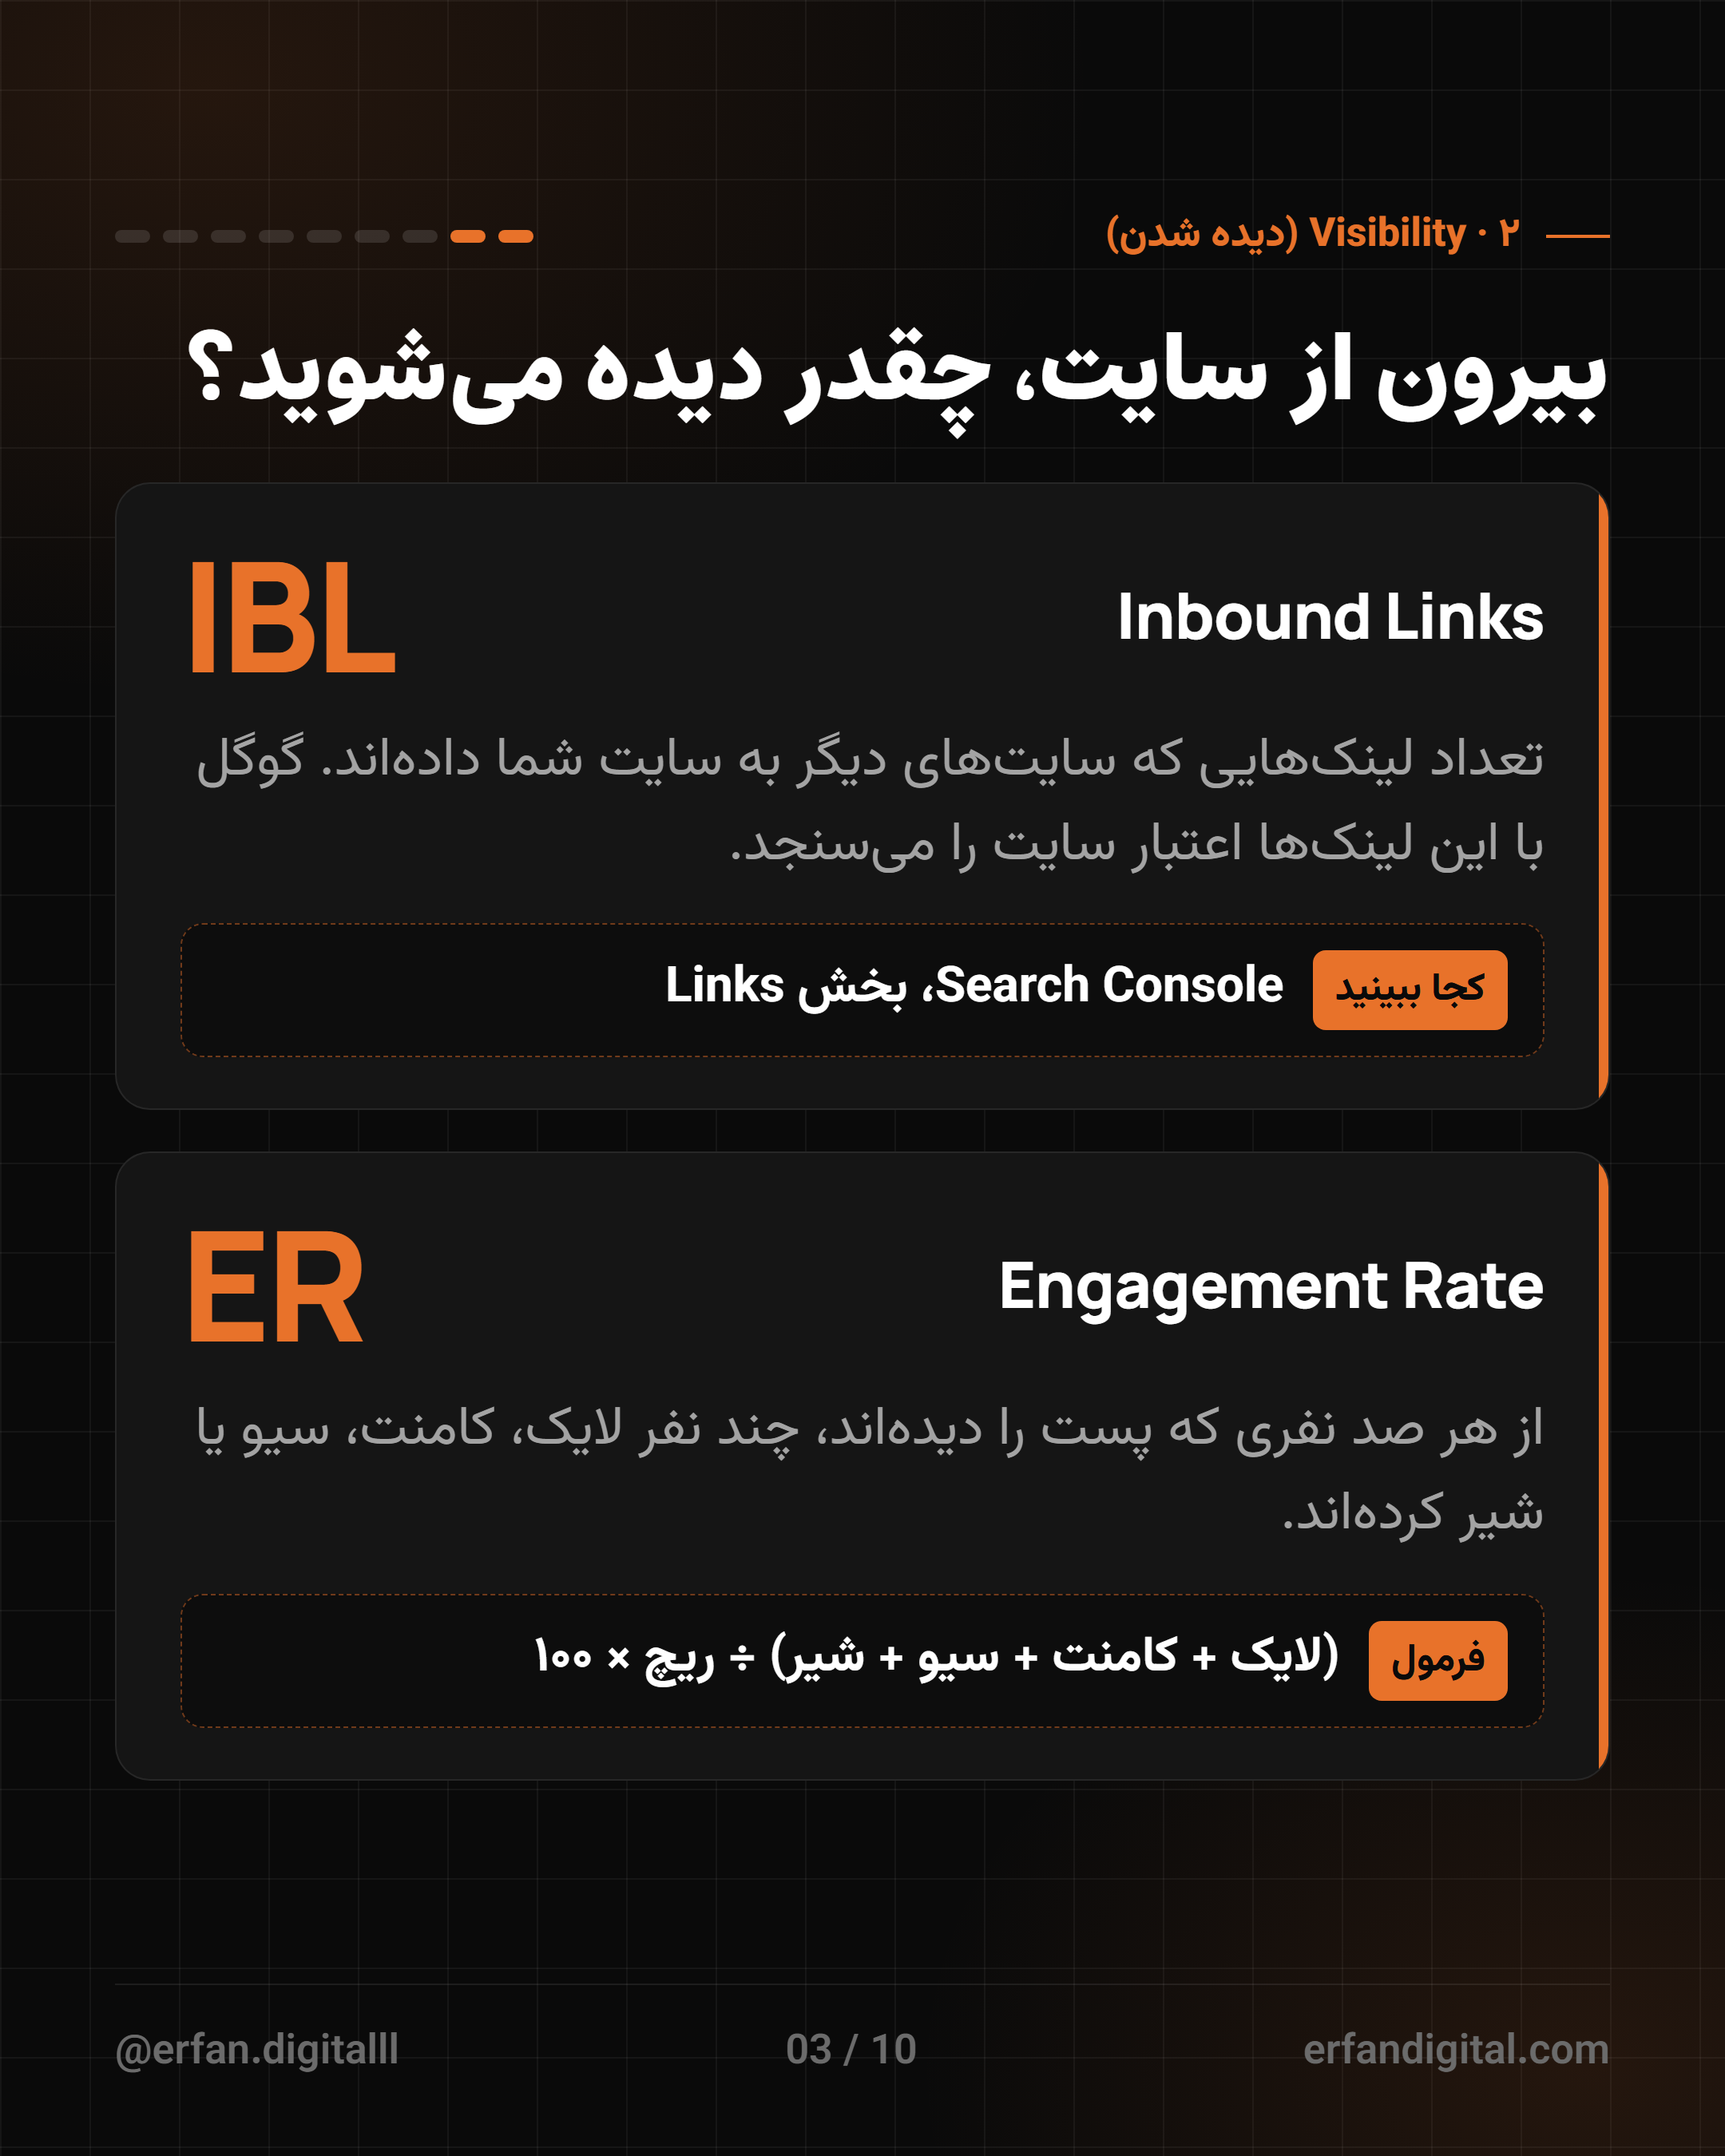 ۲ · Visibility (دیده شدن)
بیرون از سایت، چقدر دیده می‌شوید؟
Inbound Links
IBL
تعداد لینک‌هایی که سایت‌های دیگر به سایت شما داده‌اند. گوگل
با این لینک‌ها اعتبار سایت را می‌سنجد.
کجا ببینید
Search Console، بخش Links
Engagement Rate
ER
از هر صد نفری که پست را دیده‌اند، چند نفر لایک، کامنت، سیو یا
شیر کرده‌اند.
فرمول
(لایک + کامنت + سیو + شیر) ÷ ریچ × ۱۰۰
@erfan.digitalll
03 / 10
erfandigital.com